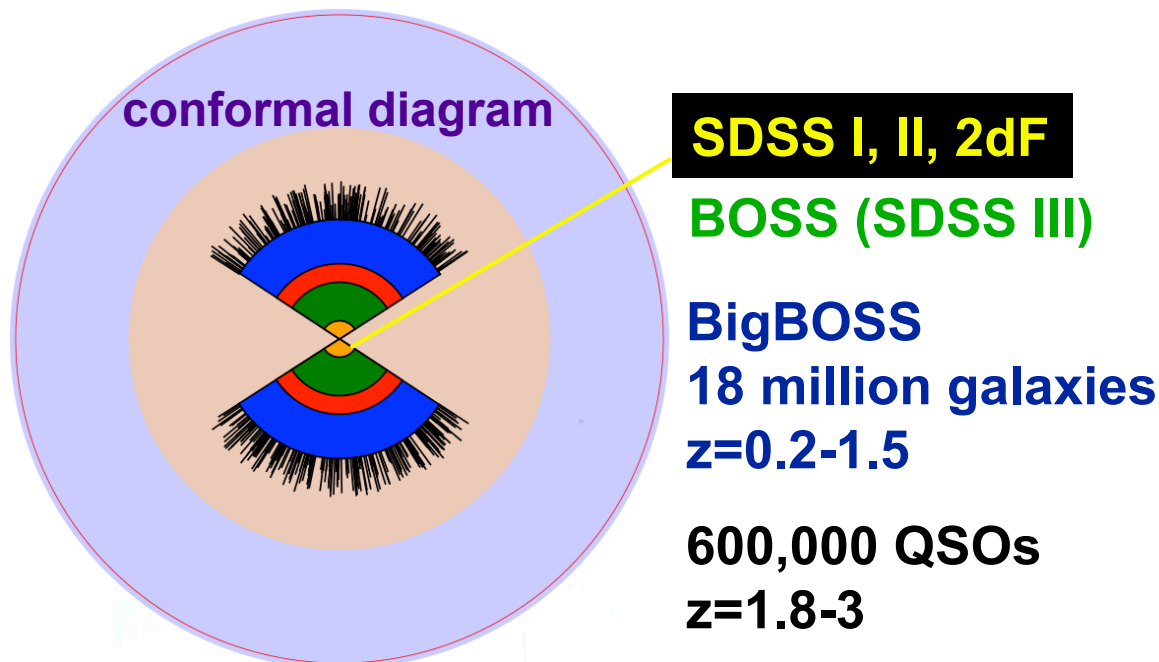 conformal diagram
SDSS I, II, 2dF
BOSS (SDSS III)
BigBOSS
18 million galaxies
z=0.2-1.5
600,000 QSOs
z=1.8-3